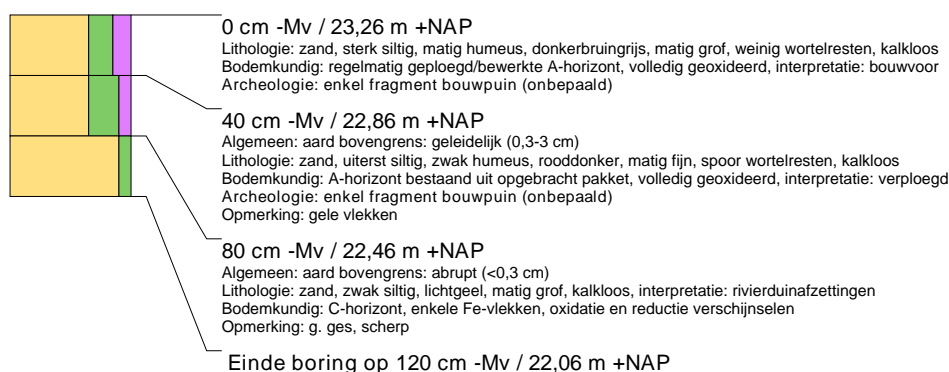 0 cm -Mv / 23,26 m +NAP
Lithologie: zand, sterk siltig, matig humeus, donkerbruingrijs, matig grof, weinig wortelresten, kalkloos
Bodemkundig: regelmatig geploegd/bewerkte A-horizont, volledig geoxideerd, interpretatie: bouwvoor
Archeologie: enkel fragment bouwpuin (onbepaald)
40 cm -Mv / 22,86 m +NAP
Algemeen: aard bovengrens: geleidelijk (0,3-3 cm)
Lithologie: zand, uiterst siltig, zwak humeus, rooddonker, matig fijn, spoor wortelresten, kalkloos
Bodemkundig: A-horizont bestaand uit opgebracht pakket, volledig geoxideerd, interpretatie: verploegd
Archeologie: enkel fragment bouwpuin (onbepaald)
Opmerking: gele vlekken
80 cm -Mv / 22,46 m +NAP
Algemeen: aard bovengrens: abrupt (<0,3 cm)
Lithologie: zand, zwak siltig, lichtgeel, matig grof, kalkloos, interpretatie: rivierduinafzettingen
Bodemkundig: C-horizont, enkele Fe-vlekken, oxidatie en reductie verschijnselen
Opmerking: g. ges, scherp
Einde boring op 120 cm -Mv / 22,06 m +NAP